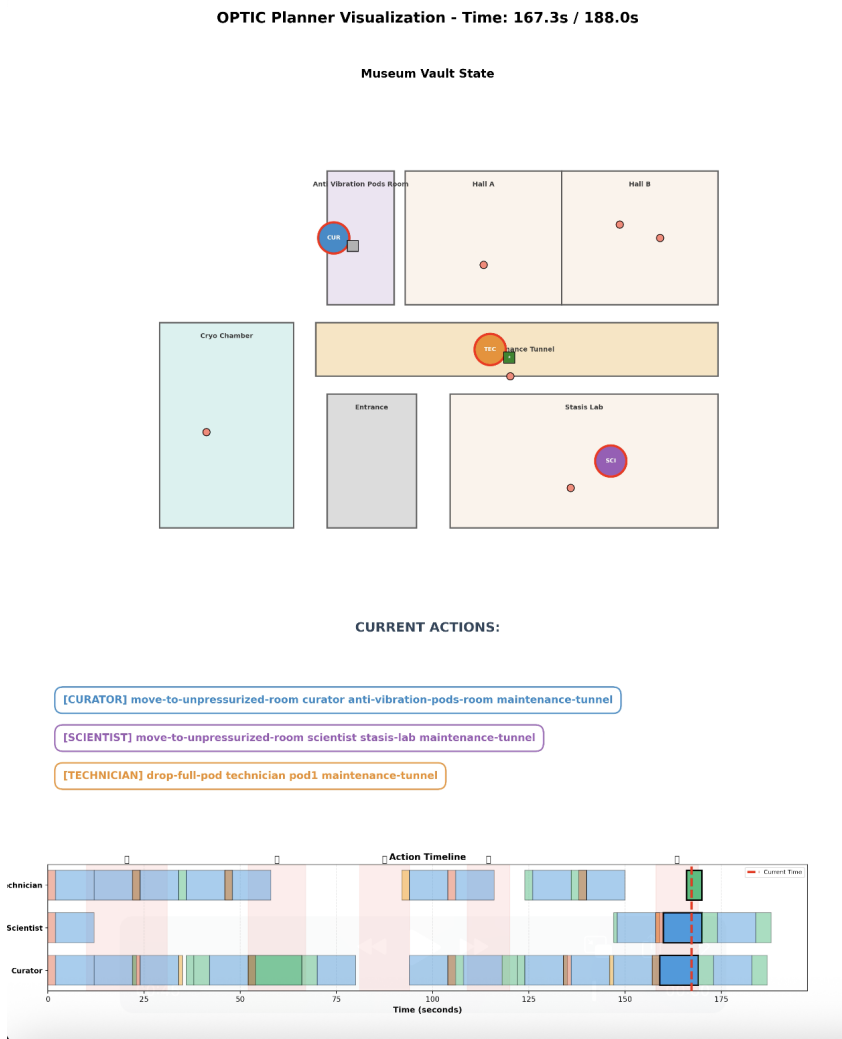 OPTIC Planner Visualization - Time: 167.3s / 188.0s
Museum Vault State
Anti Vibration Pods Room
Hall A
Hall B
CUR
Cryo Chamber
TEC
nance Tunnel
Entrance
Stasis Lab
SCI
CURRENT ACTIONS:
[CURATOR] move-to-unpressurized-room curator anti-vibration-pods-room maintenance-tunnel
[SCIENTIST] move-to-unpressurized-room scientist stasis-lab maintenance-tunnel
[TECHNICIAN] drop-full-pod technician pod1 maintenance-tunnel
Action Timeline
Current Time
chnician
Scientist
Curator
0 25 50 75 100 125 150 175
Time (seconds)